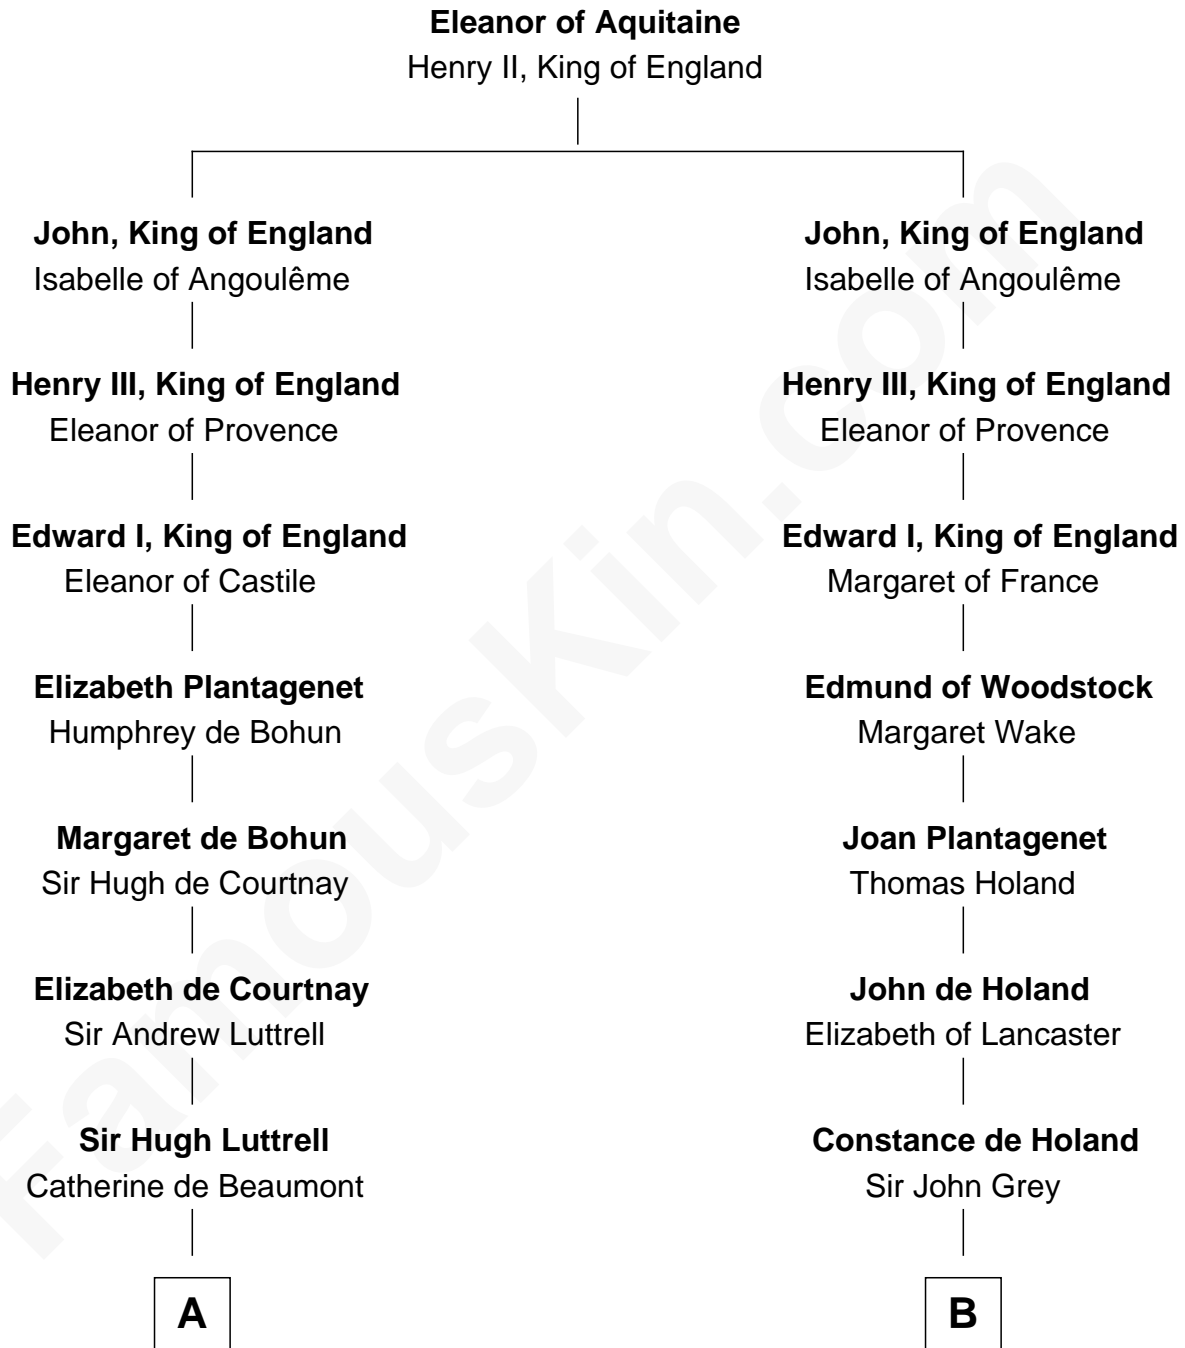 Eleanor of Aquitaine
Henry II, King of England
John, King of England
Isabelle of Angoulême
Henry III, King of England
Eleanor of Provence
Edward I, King of England
Eleanor of Castile
Elizabeth Plantagenet
Humphrey de Bohun
Margaret de Bohun
Sir Hugh de Courtnay
Elizabeth de Courtnay
Sir Andrew Luttrell
Sir Hugh Luttrell
Catherine de Beaumont
A
John, King of England
Isabelle of Angoulême
Henry III, King of England
Eleanor of Provence
Edward I, King of England
Margaret of France
Edmund of Woodstock
Margaret Wake
Joan Plantagenet
Thomas Holand
John de Holand
Elizabeth of Lancaster
Constance de Holand
Sir John Grey
B
FamousKin.com